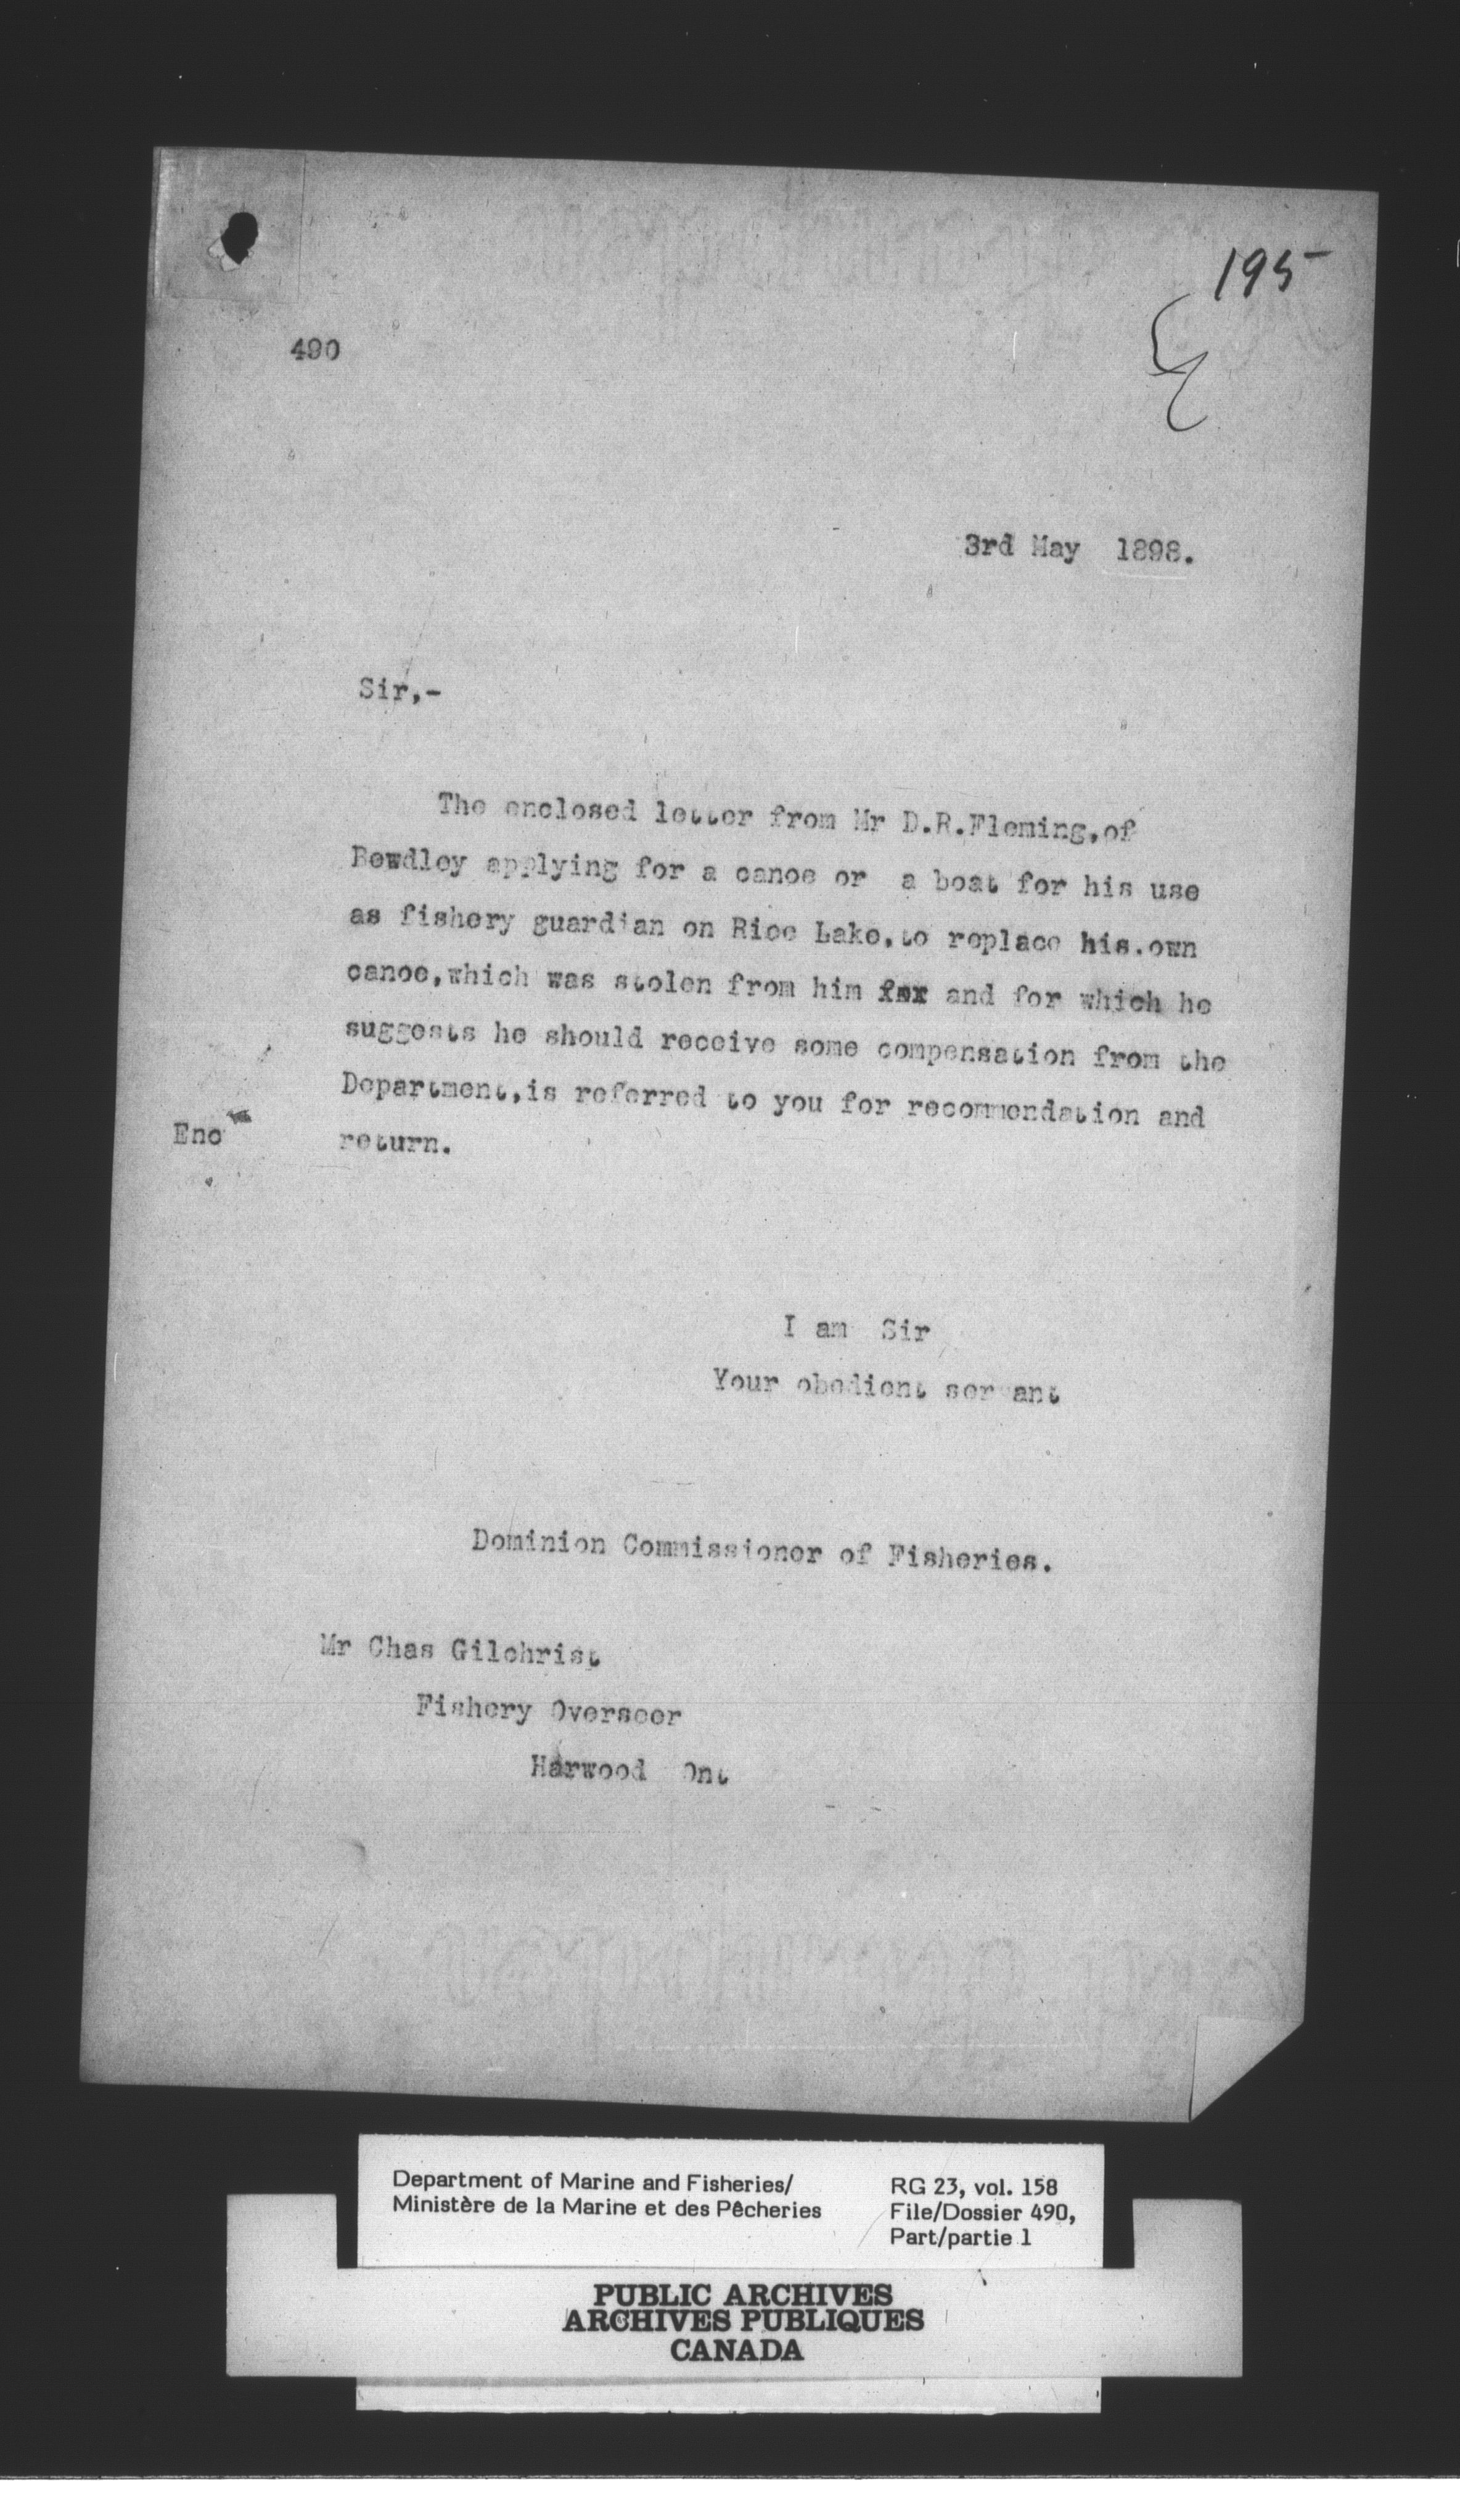 195
490
3rd May 1898.
Sir,-
The enclosed letter from Mr D.R.Fleming,of
Bewdley applying for a canoe or a boat for his use
as fishery guardian on Rice Lake,to replace his.own
canoe,which was stolen from him for and for which he
suggests he should receive some compensation from the
Department,is referred to you for recommendation and
Enc return.
I am Sir
Your obedient servant
Dominion Commissioner of Fisheries.
Mr Chas Gilchrist
Fishery Overseer
Harwood Ont
Department of Marine and Fisheries/
Ministère de la Marine et des Pêcheries
RG 23, vol. 158
File/Dossier 490,
Part/partie 1
PUBLIC ARCHIVES
ARCHIVES PUBLIQUES
CANADA